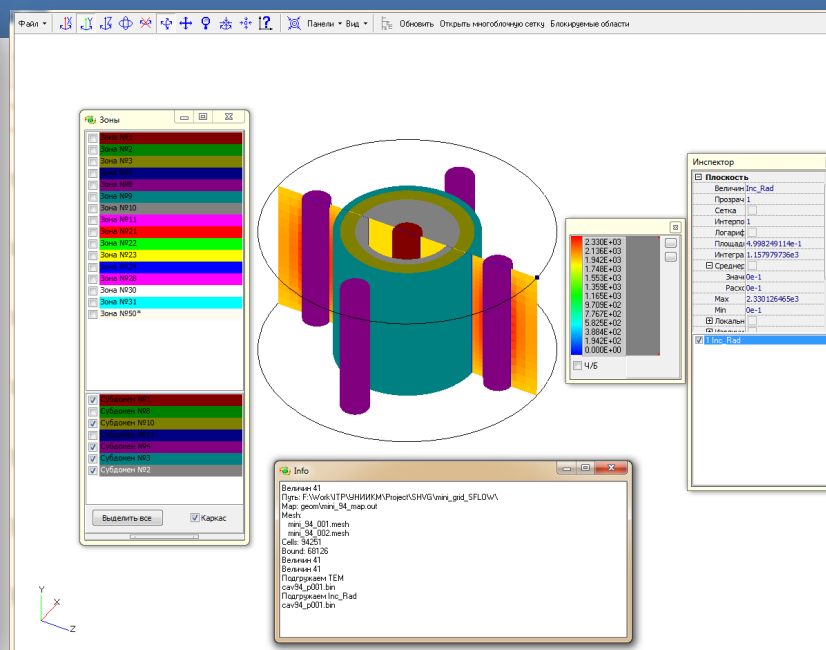 Файл
Панели
Вид
Обновить
Открыть многоблочную сетку
Блокируемые области
Зоны
Зона №1
Зона №2
Зона №3
Зона №8
Зона №9
Зона №10
Зона №11
Зона №21
Зона №22
Зона №23
Зона №24
Зона №28
Зона №30
Зона №31
Зона №50*
Субдомен №1
Субдомен №8
Субдомен №10
Субдомен №4
Субдомен №3
Субдомен №2
Выделить все
Каркас
2.330E+03
2.136E+03
1.942E+03
1.748E+03
1.553E+03
1.359E+03
1.165E+03
9.709E+02
7.767E+02
5.825E+02
3.884E+02
1.942E+02
0.000E+00
Ч/Б
Инспектор
Плоскость
Величин Inc_Rad
Прозрач 1
Сетка
Интерпо 1
Логариф
Площад 4.998249114e-1
Интегра 1.157979736e3
Среднер
Значе 0e-1
Расхо 0e-1
Max 2.330126465e3
Min 0e-1
Локальн
1 Inc_Rad
Info
Величин 41
Путь: F:\Work\ITP\УНИИКМ\Project\SHVG\mini_grid_SFLOW\
Map: geom\mini_94_map.out
Mesh:
mini_94_001.mesh
mini_94_002.mesh
Cells: 94251
Bound: 68126
Величин 41
Величин 41
Подгружаем TEM
cav94_p001.bin
Подгружаем Inc_Rad
cav94_p001.bin
Y
X
Z